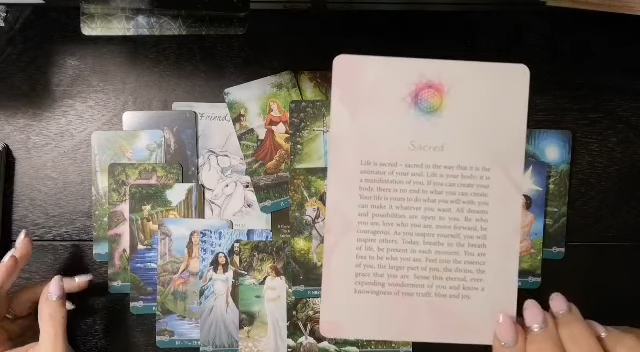 Friend
Sacred
Life is sacred – sacred in the way that it is the
animator of your soul. Life is your body; it is
a manifestation of you. If you can create your
body, there is no end to what you can create.
Your life is yours to do what you will with; you
can make it whatever you want. All dreams
and possibilities are open to you. Be who
you are, love who you are, move forward, be
courageous. As you inspire yourself, you will
inspire others. Today, breathe in the breath
of life, be present in each moment. You are
free to be who you are. Feel into the essence
of you, the larger part of you, the divine, the
grace that you are. Sense this eternal, ever-
expanding wonderment of you and know a
knowingness of your truth, bliss and joy.